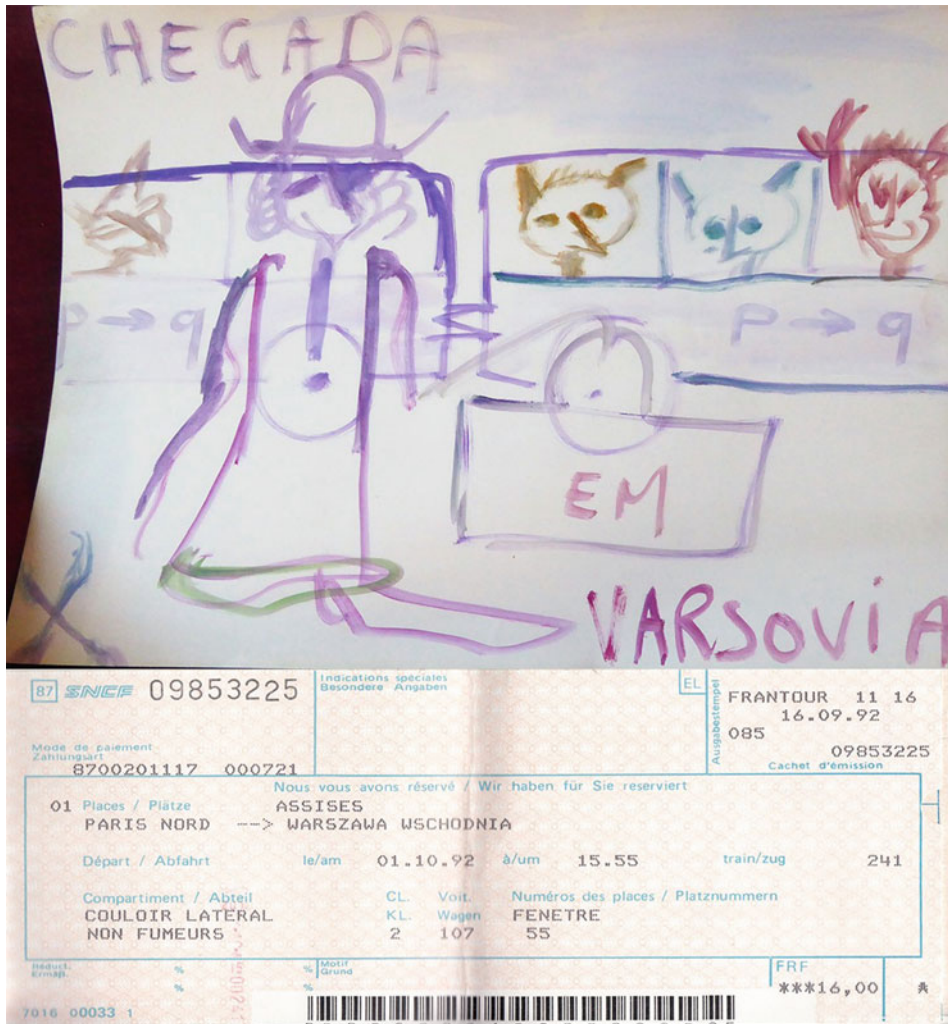 CHEGADA
p → q
P → q
EM
VARSOVIA
87 SNCF 09853225
Indications spéciales
Besondere Angaben
EL
Ausgabestempel
FRANTOUR 11 16
16.09.92
085
09853225
Cachet d'émission
Mode de paiement
Zahlungsart
8700201117 000721
Nous vous avons réservé / Wir haben für Sie reserviert
01 Places / Plätze ASSISES
PARIS NORD --> WARSZAWA WSCHODNIA
Départ / Abfahrt le/am 01.10.92 à/um 15.55 train/zug 241
Compartiment / Abteil CL. Voit. Numéros des places / Platznummern
COULOIR LATERAL KL. Wagen FENETRE
NON FUMEURS 2 107 55
Réduct. % % Motif FRF
Ermäß. % % Grund ***16,00 *
7016 00033 1